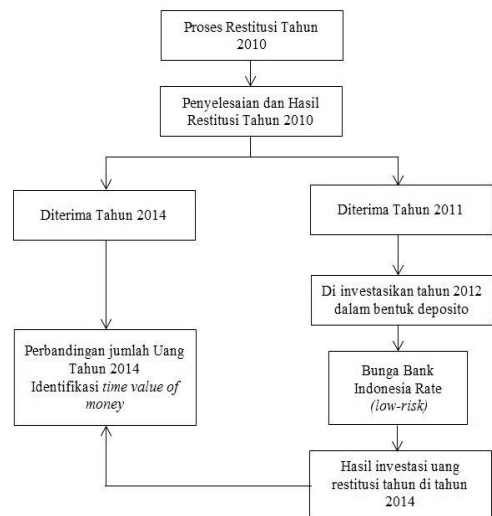 Proses Restitusi Tahun
2010
Penyelesaian dan Hasil
Restitusi Tahun 2010
Diterima Tahun 2014
Diterima Tahun 2011
Di investasikan tahun 2012
dalam bentuk deposito
Perbandingan jumlah Uang
Tahun 2014
Identifikasi time value of
money
Bunga Bank
Indonesia Rate
(low-risk)
Hasil investasi uang
restitusi tahun di tahun
2014